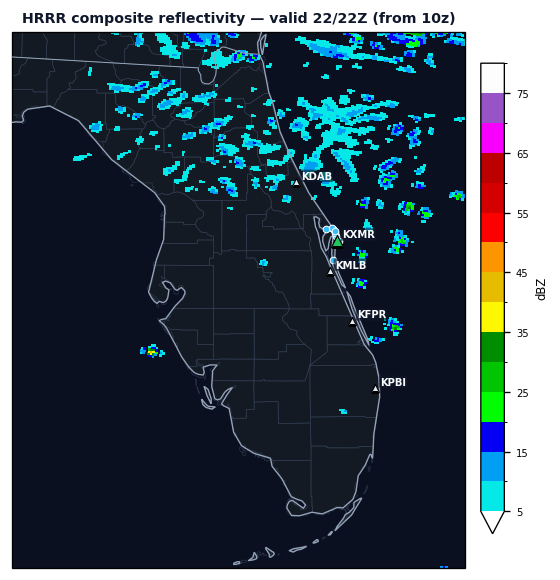 HRRR composite reflectivity — valid 22/22Z (from 10z)
KDAB
KXMR
KMLB
KFPR
KPBI
75
65
55
45
35
25
15
5
dBZ